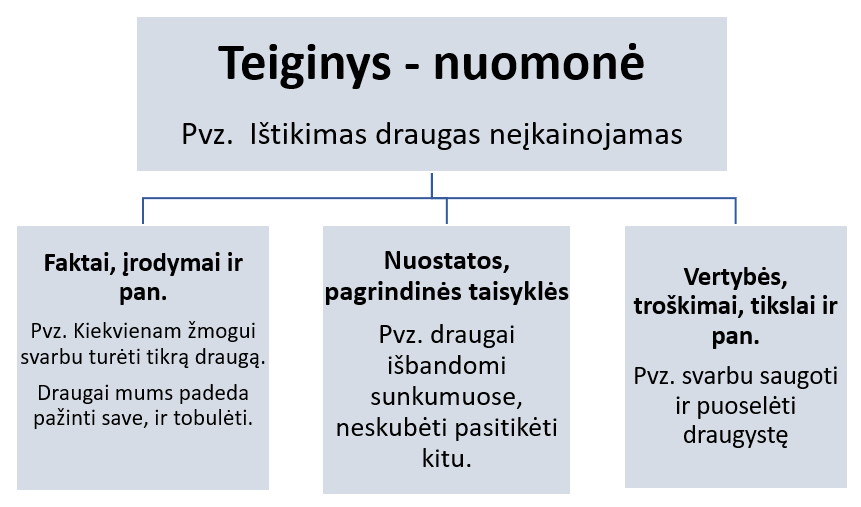 Teiginys - nuomonė
Pvz. Ištikimas draugas neįkainojamas
Faktai, įrodymai ir
pan.
Pvz. Kiekvienam žmogui
svarbu turėti tikrą draugą.
Draugai mums padeda
pažinti save, ir tobulėti.
Nuostatos,
pagrindinės taisyklės
Pvz. draugai
išbandomi
sunkumuose,
neskubėti pasitikėti
kitu.
Vertybės,
troškimai, tikslai ir
pan.
Pvz. svarbu saugoti
ir puoselėti
draugystę